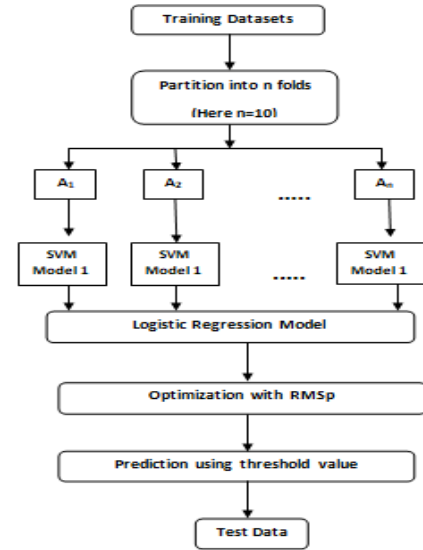 Training Datasets
Partition into n folds
(Here n=10)
A₁ A₂ ..... Aₙ
SVM SVM SVM
Model 1 Model 1 ..... Model 1
Logistic Regression Model
Optimization with RMSp
Prediction using threshold value
Test Data